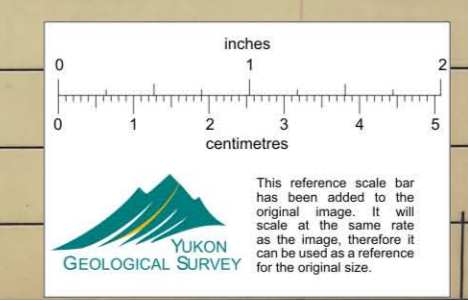 inches
0 1 2
0 1 2 3 4 5
centimetres
This reference scale bar
has been added to the
original image. It will
scale at the same rate
as the image, therefore it
can be used as a reference
for the original size.
YUKON
GEOLOGICAL SURVEY